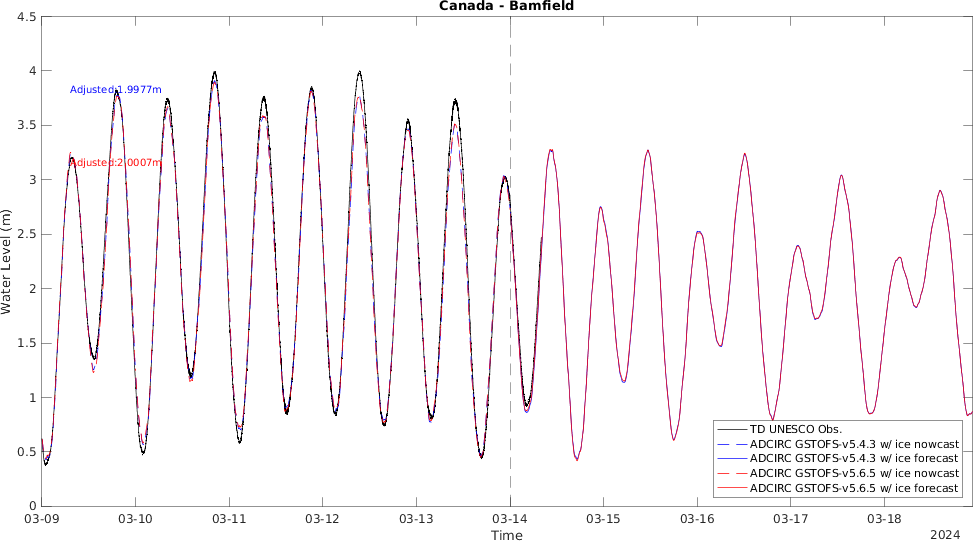 Canada - Bamfield
4.5
4
3.5
3
2.5
2
1.5
1
0.5
0
Water Level (m)
Adjusted:1.9977m
Adjusted:2.0007m
TD UNESCO Obs.
ADCIRC GSTOFS-v5.4.3 w/ ice nowcast
ADCIRC GSTOFS-v5.4.3 w/ ice forecast
ADCIRC GSTOFS-v5.6.5 w/ ice nowcast
ADCIRC GSTOFS-v5.6.5 w/ ice forecast
03-09 03-10 03-11 03-12 03-13 03-14 03-15 03-16 03-17 03-18
Time
2024